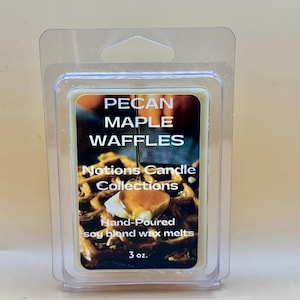 PECAN
MAPLE
WAFFLES
Notions Candle
Collections
Hand-Poured
soy blend wax melts
3 oz.